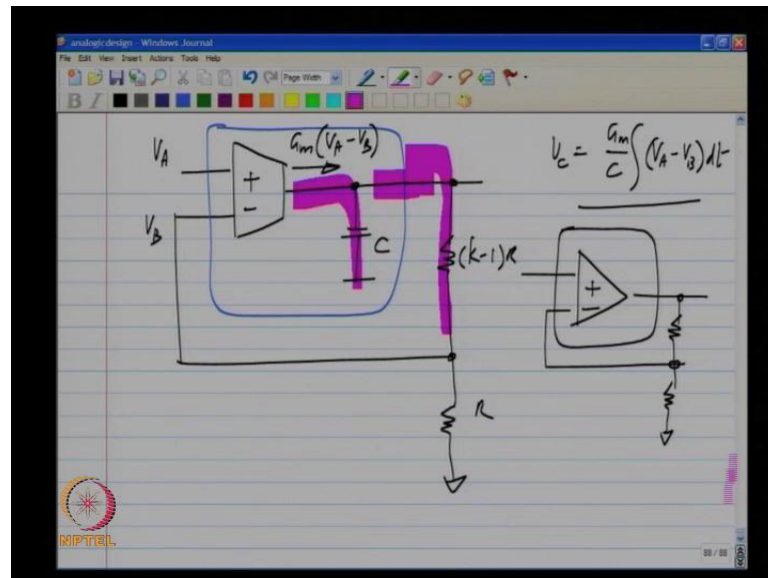 analogicdesign - Windows Journal
File Edit View Insert Actions Tools Help
Page Width
B I
V_A
G_m(V_A - V_B)
V_C = G_m/C ∫(V_A - V_B)dt
+
-
V_B
C
(k-1)R
+
-
R
NPTEL
88 / 88